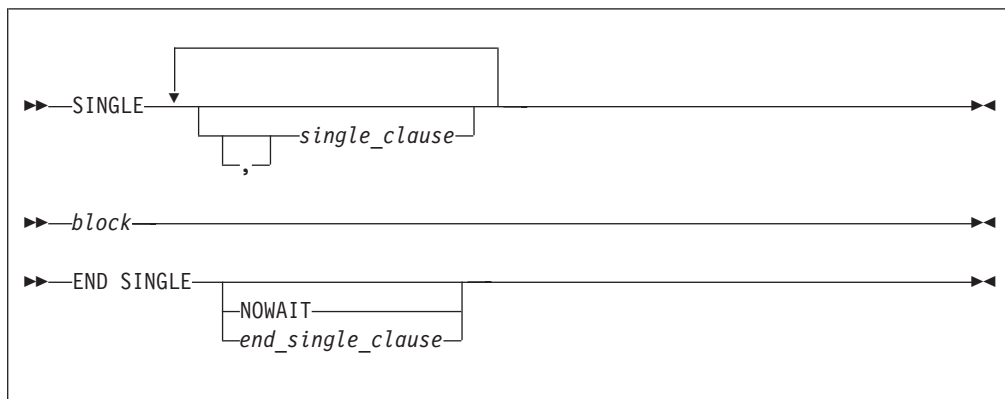 SINGLE
single_clause
,
block
END SINGLE
NOWAIT
end_single_clause